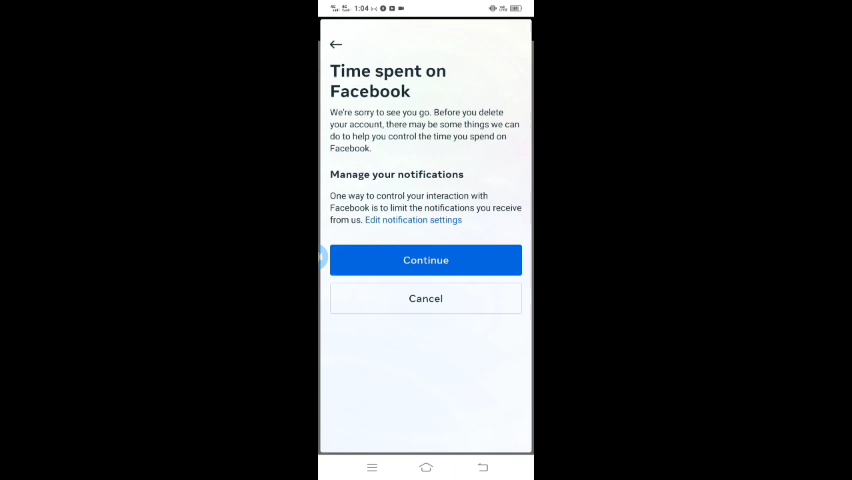 1:04
Time spent on
Facebook
We're sorry to see you go. Before you delete
your account, there may be some things we can
do to help you control the time you spend on
Facebook.
Manage your notifications
One way to control your interaction with
Facebook is to limit the notifications you receive
from us. Edit notification settings
Continue
Cancel